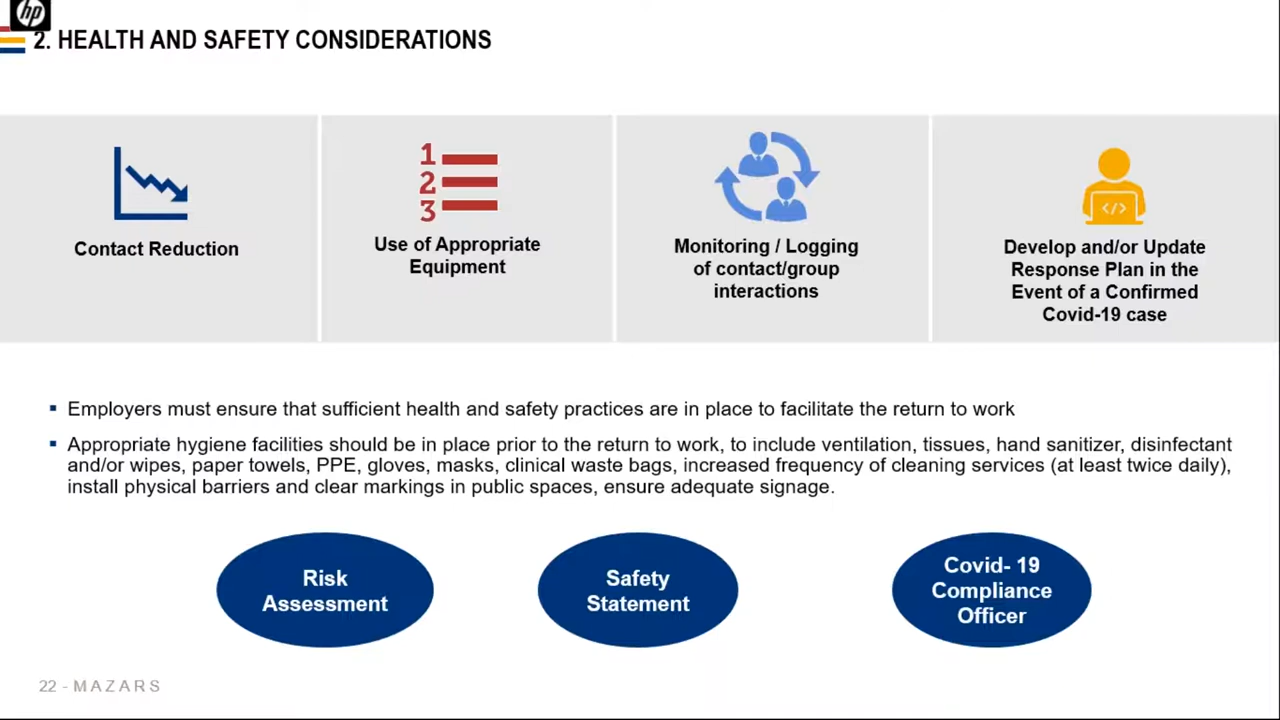 hp
2. HEALTH AND SAFETY CONSIDERATIONS
1
2
3
</>
Contact Reduction
Use of Appropriate
Equipment
Monitoring / Logging
of contact/group
interactions
Develop and/or Update
Response Plan in the
Event of a Confirmed
Covid-19 case
▪ Employers must ensure that sufficient health and safety practices are in place to facilitate the return to work
▪ Appropriate hygiene facilities should be in place prior to the return to work, to include ventilation, tissues, hand sanitizer, disinfectant
and/or wipes, paper towels, PPE, gloves, masks, clinical waste bags, increased frequency of cleaning services (at least twice daily),
install physical barriers and clear markings in public spaces, ensure adequate signage.
Risk
Assessment
Safety
Statement
Covid- 19
Compliance
Officer
22 - MAZARS